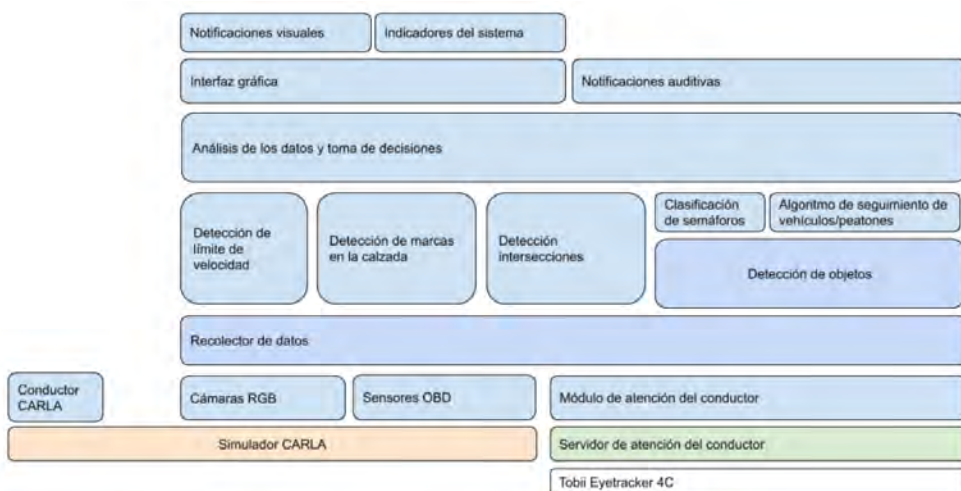 Notificaciones visuales
Indicadores del sistema
Interfaz gráfica
Notificaciones auditivas
Análisis de los datos y toma de decisiones
Detección de
límite de
velocidad
Detección de marcas
en la calzada
Detección
intersecciones
Clasificación
de semáforos
Algoritmo de seguimiento de
vehículos/peatones
Detección de objetos
Recolector de datos
Conductor
CARLA
Cámaras RGB
Sensores OBD
Módulo de atención del conductor
Simulador CARLA
Servidor de atención del conductor
Tobii Eyetracker 4C